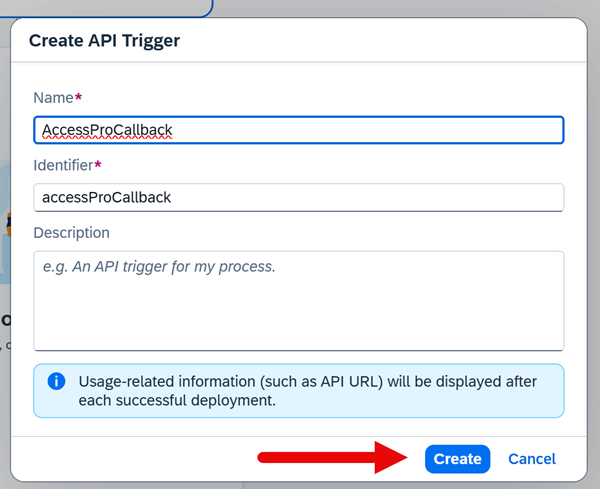 Create API Trigger
Name*
AccessProCallback
Identifier*
accessProCallback
Description
e.g. An API trigger for my process.
Usage-related information (such as API URL) will be displayed after
each successful deployment.
Create
Cancel